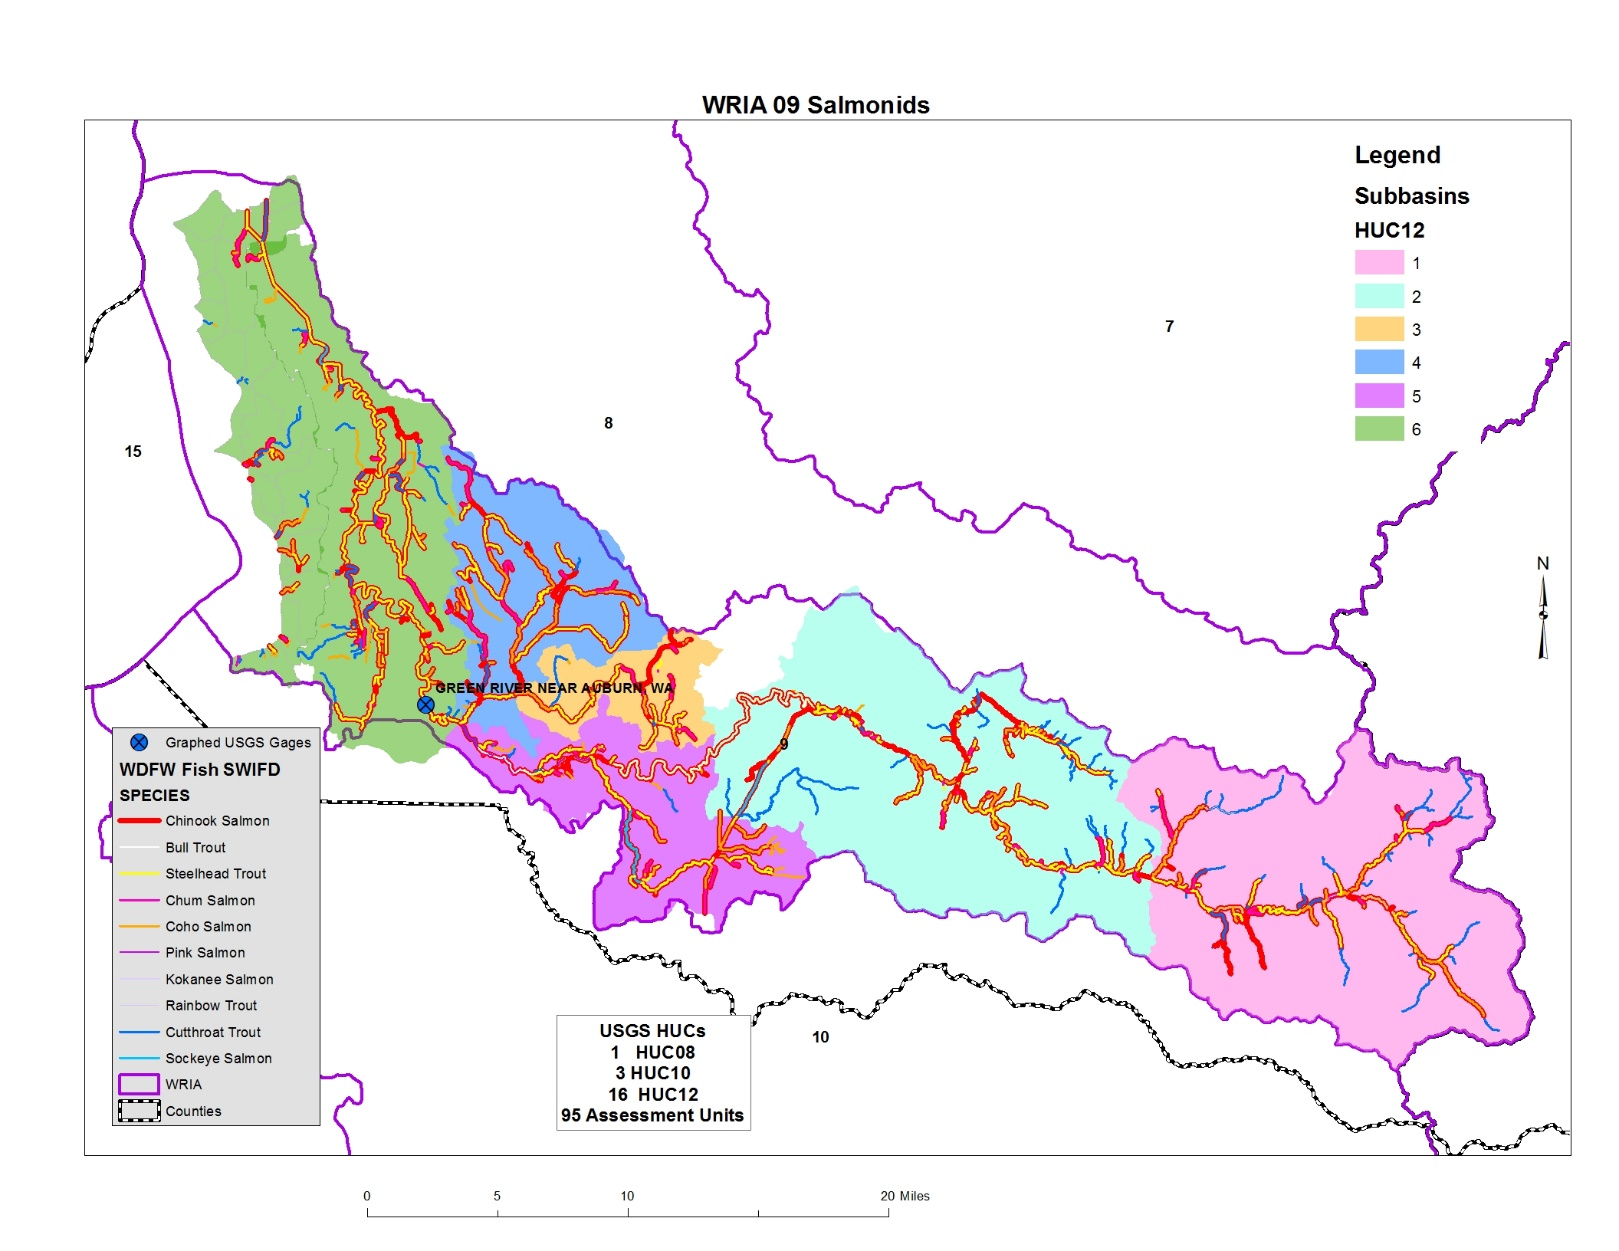 WRIA 09 Salmonids
Legend
Subbasins
HUC12
1
2
3
4
5
6
7
8
15
N
GREEN RIVER NEAR AUBURN, WA
9
10
Graphed USGS Gages
WDFW Fish SWIFD
SPECIES
Chinook Salmon
Bull Trout
Steelhead Trout
Chum Salmon
Coho Salmon
Pink Salmon
Kokanee Salmon
Rainbow Trout
Cutthroat Trout
Sockeye Salmon
WRIA
Counties
USGS HUCs
1 HUC08
3 HUC10
16 HUC12
95 Assessment Units
0 5 10 20 Miles